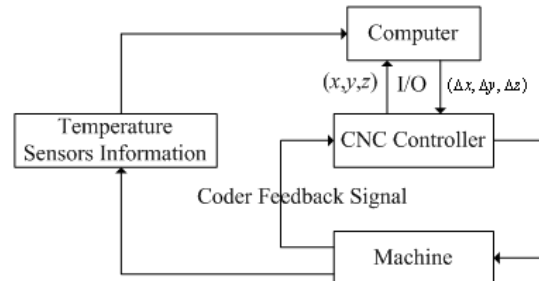 Computer
(x,y,z) I/O (Δx, Δy, Δz)
Temperature
Sensors Information
CNC Controller
Coder Feedback Signal
Machine